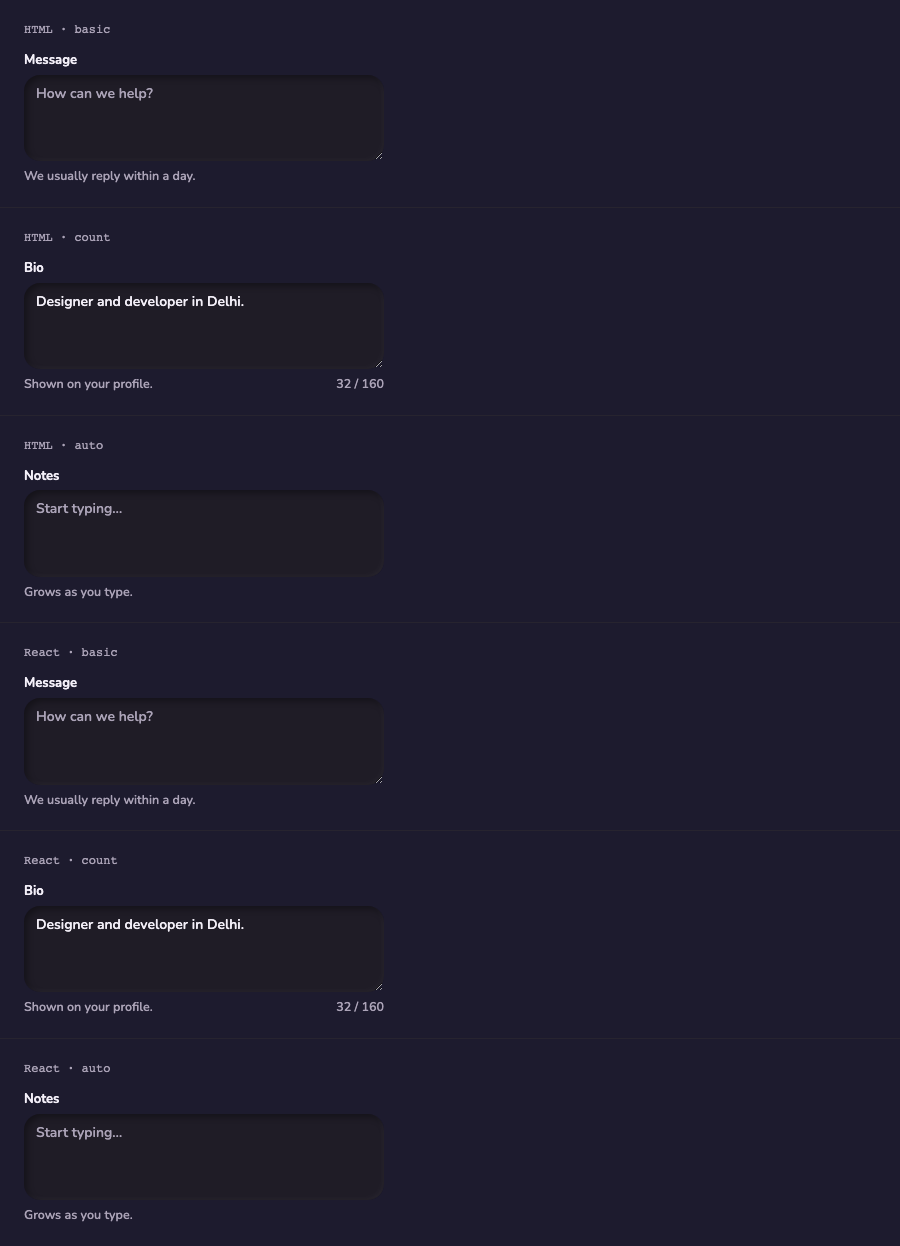 HTML · basic
Message
How can we help?
We usually reply within a day.
HTML · count
Bio
Designer and developer in Delhi.
Shown on your profile. 32 / 160
HTML · auto
Notes
Start typing...
Grows as you type.
React · basic
Message
How can we help?
We usually reply within a day.
React · count
Bio
Designer and developer in Delhi.
Shown on your profile. 32 / 160
React · auto
Notes
Start typing...
Grows as you type.